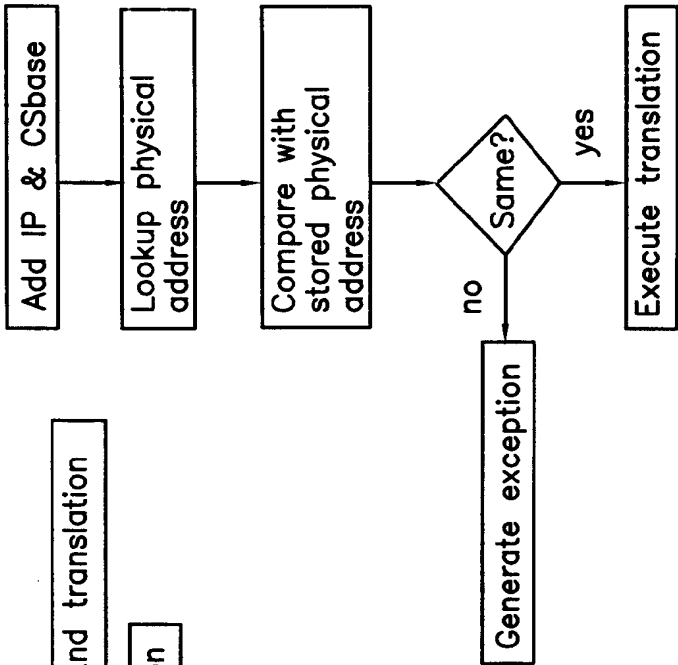 Add IP & CSbase
Lookup physical
address
Compare with
stored physical
address
Same?
no
yes
Generate exception
Execute translation
nd translation
on